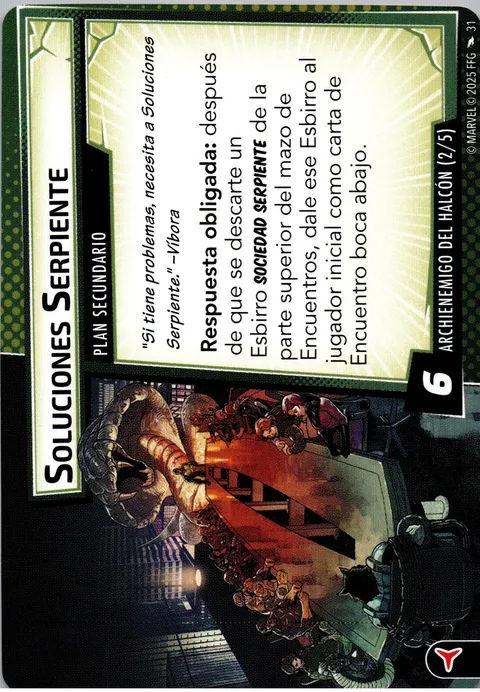 SOLUCIONES SERPIENTE
PLAN SECUNDARIO
"Si tiene problemas, necesita a Soluciones
Serpiente." –Víbora
Respuesta obligada: después
de que se descarte un
Esbirro SOCIEDAD SERPIENTE de la
parte superior del mazo de
Encuentros, dale ese Esbirro al
jugador inicial como carta de
Encuentro boca abajo.
6
ARCHIENEMIGO DEL HALCÓN (2/5)
© MARVEL © 2025 FFG 31